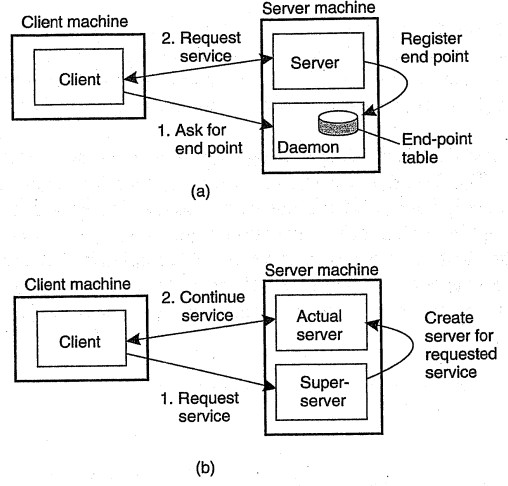 Client machine
Server machine
2. Request
service
Register
end point
Client
Server
1. Ask for
end point
Daemon
End-point
table
(a)
Client machine
Server machine
2. Continue
service
Actual
server
Create
server for
requested
service
Client
1. Request
service
Super-
server
(b)